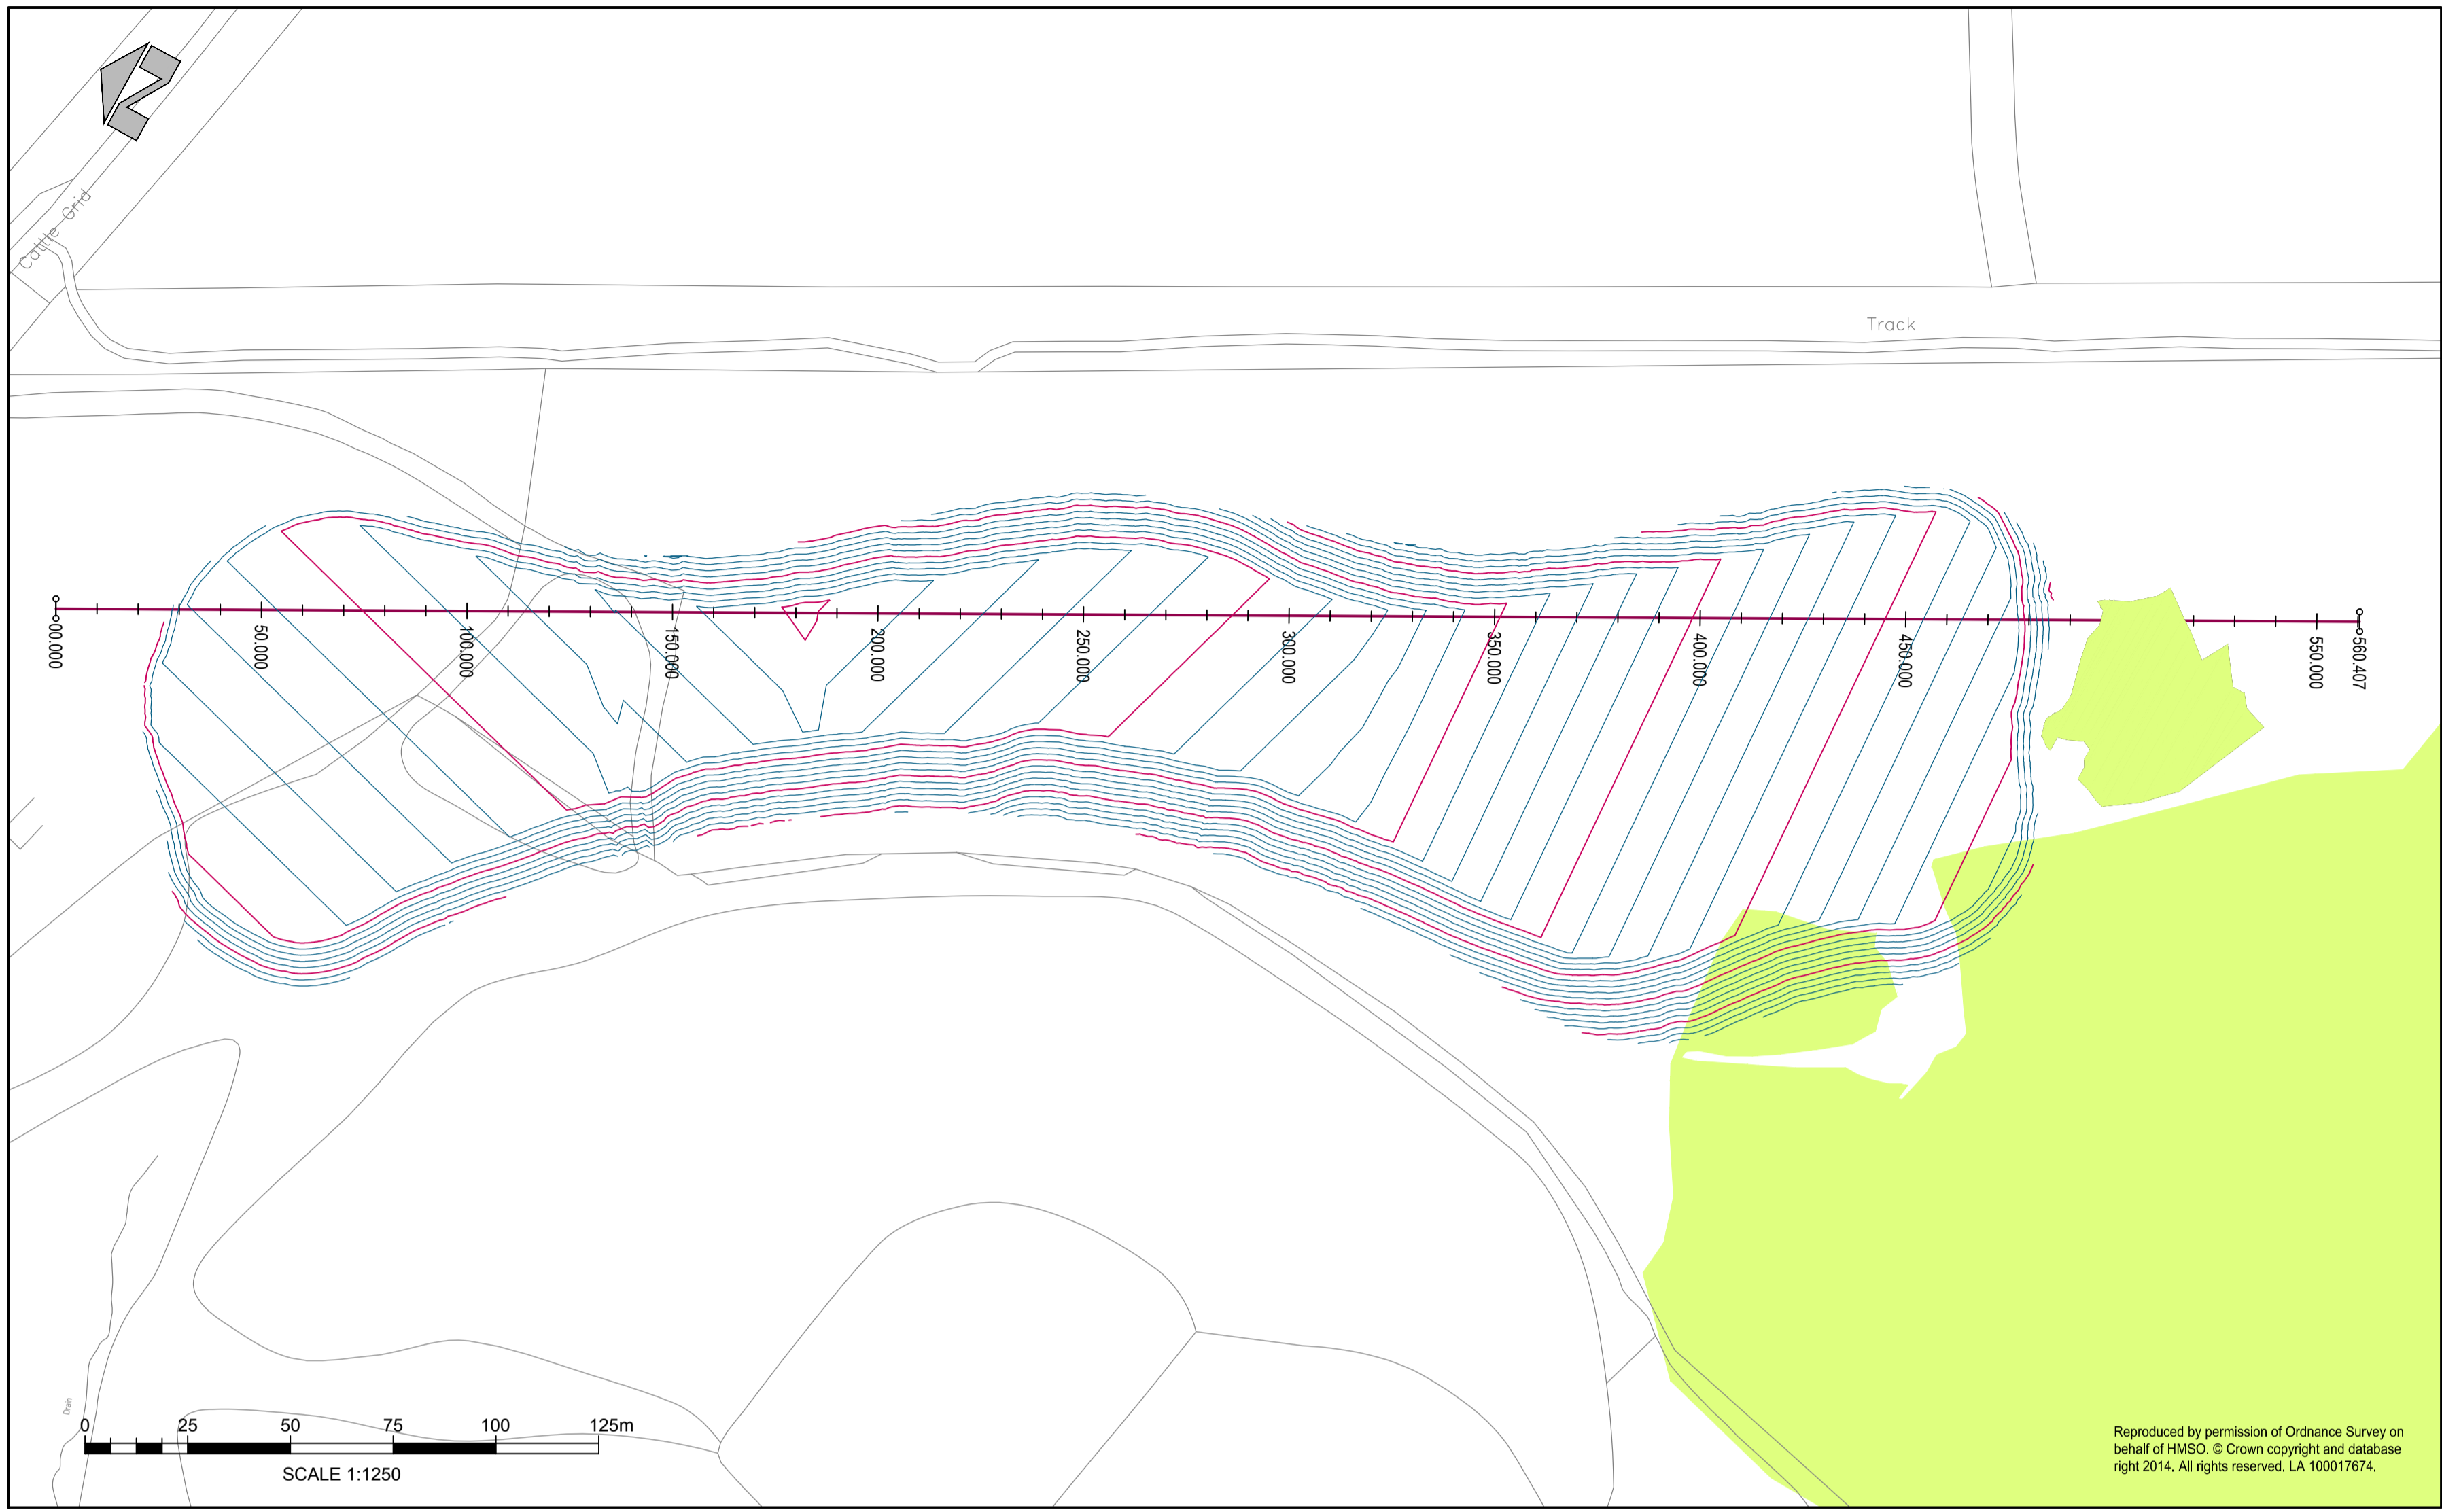 Cattle Grid
Track
00.000
50.000
100.000
150.000
200.000
250.000
300.000
350.000
400.000
450.000
550.000
560.407
Drain
0 25 50 75 100 125m
SCALE 1:1250
Reproduced by permission of Ordnance Survey on
behalf of HMSO. © Crown copyright and database
right 2014. All rights reserved. LA 100017674.